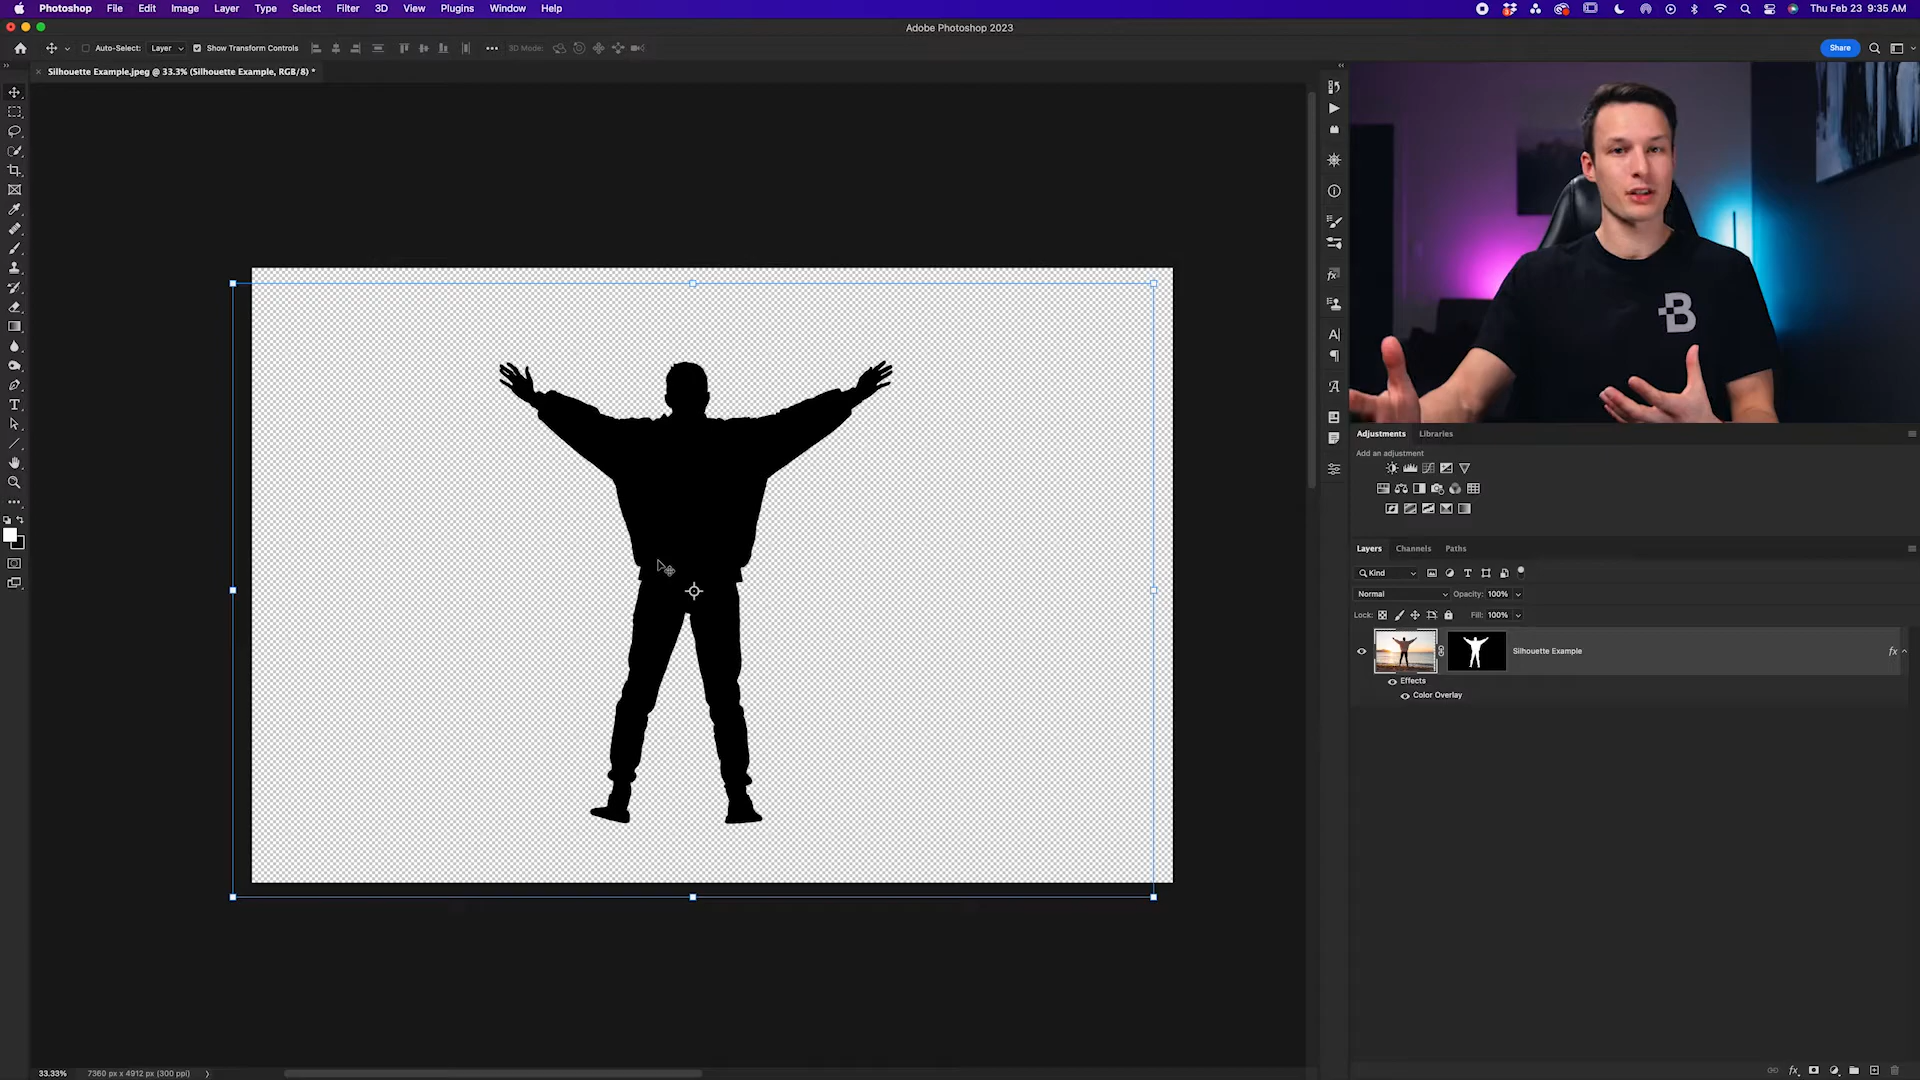 Photoshop File Edit Image Layer Type Select Filter 3D View Plugins Window Help Thu Feb 23 9:35 AM
Adobe Photoshop 2023
Auto-Select: Layer Show Transform Controls 3D Mode: Share
Silhouette Example.jpeg @ 33.3% (Silhouette Example, RGB/8) *
B
Adjustments Libraries
Add an adjustment
Layers Channels Paths
Kind
Normal Opacity: 100%
Lock: Fill: 100%
Silhouette Example fx
Effects
Color Overlay
33.33% 7360 px x 4912 px (300 ppi)